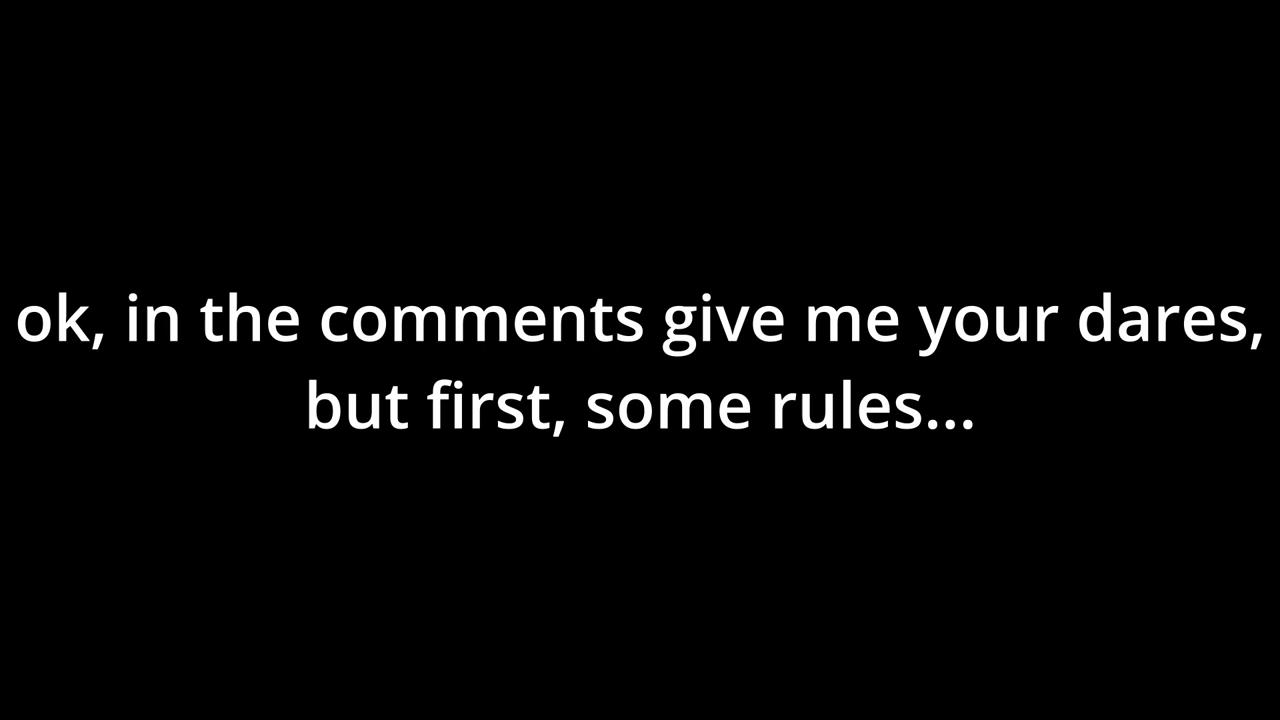 ok, in the comments give me your dares,
but first, some rules...